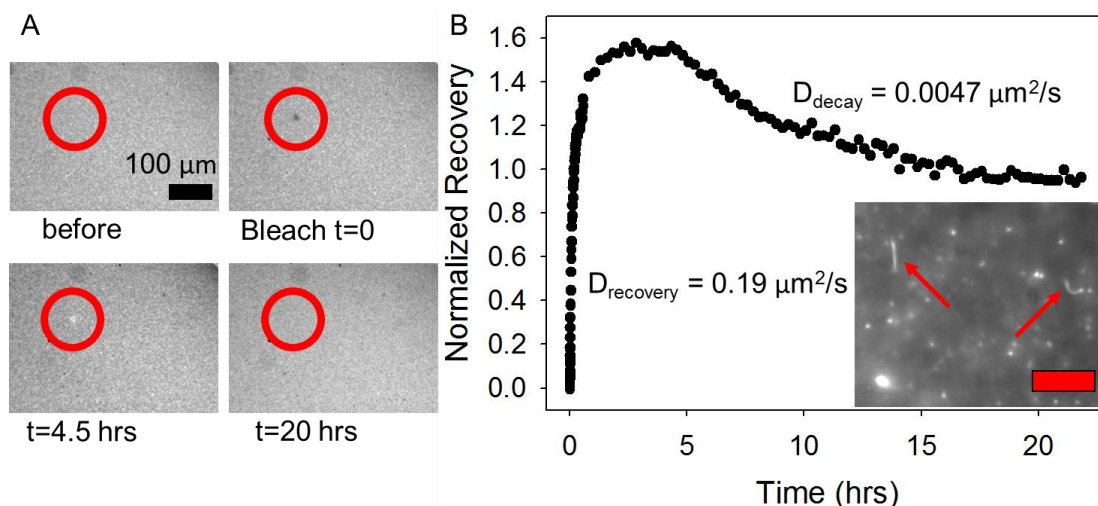 A
100 μm
before
Bleach t=0
t=4.5 hrs
t=20 hrs
B
Normalized Recovery
1.6
1.4
1.2
1.0
0.8
0.6
0.4
0.2
0.0
D_decay = 0.0047 μm²/s
D_recovery = 0.19 μm²/s
0 5 10 15 20
Time (hrs)